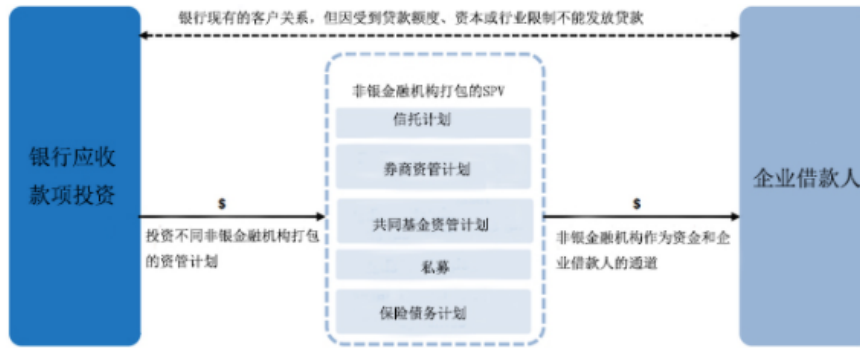 银行现有的客户关系，但因受到贷款额度、资本或行业限制不能发放贷款
银行应收
款项投资
$
投资不同非银金融机构打包
的资管计划
非银金融机构打包的SPV
信托计划
券商资管计划
共同基金资管计划
私募
保险债务计划
$
非银金融机构作为资金和企
业借款人的通道
企业借款人